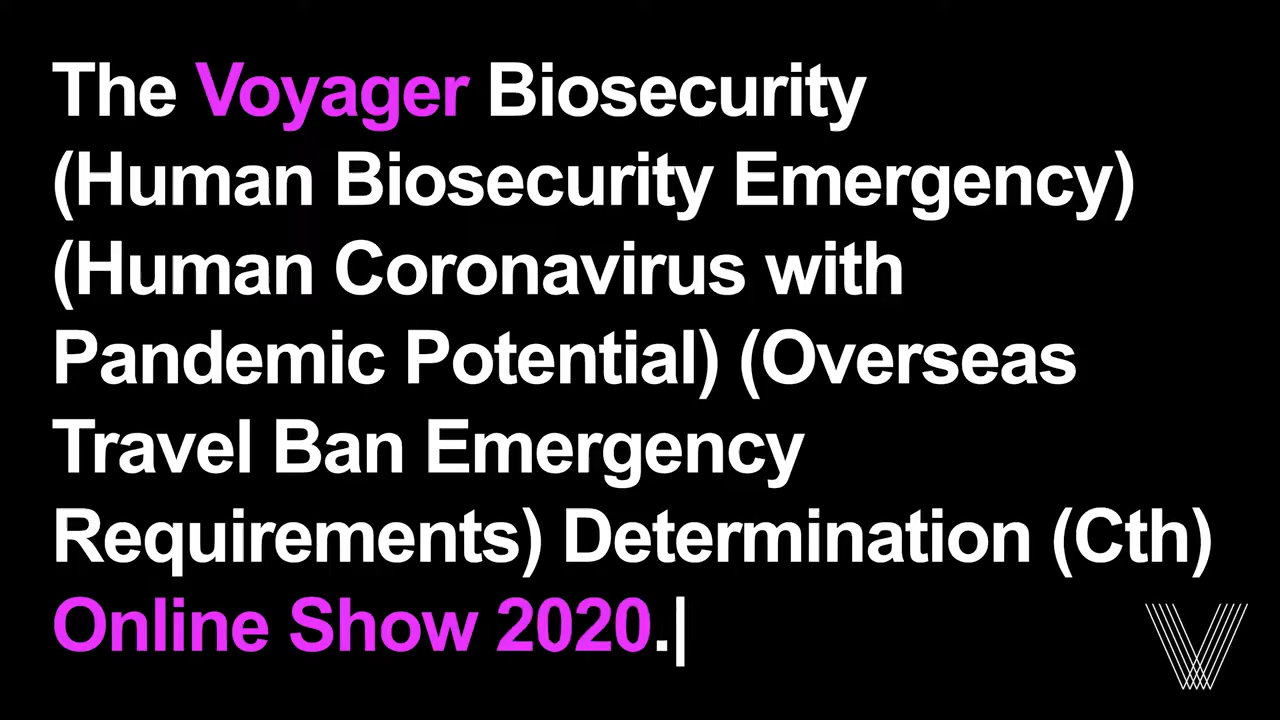 The Voyager Biosecurity
(Human Biosecurity Emergency)
(Human Coronavirus with
Pandemic Potential) (Overseas
Travel Ban Emergency
Requirements) Determination (Cth)
Online Show 2020.|